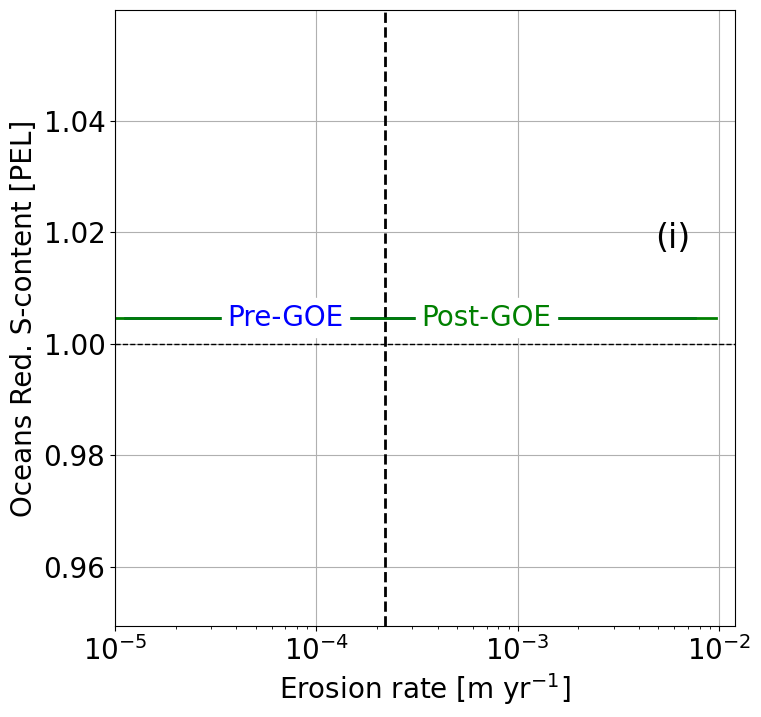 Oceans Red. S-content [PEL]
1.04
1.02
1.00
0.98
0.96
(i)
Pre-GOE
Post-GOE
10⁻⁵
10⁻⁴
10⁻³
10⁻²
Erosion rate [m yr⁻¹]